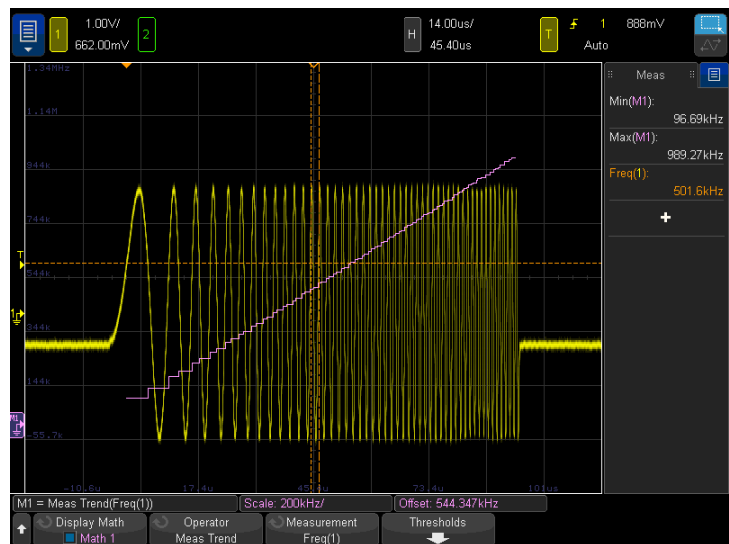 1 1.00V/ 662.00mV 2
H 14.00us/ 45.40us
T 1 888mV Auto
Meas
Min(M1):
96.69kHz
Max(M1):
989.27kHz
Freq(1):
501.6kHz
+
1.34MHz
1.14M
944k
744k
T
544k
1
344k
144k
M1
-55.7k
-10.6u 17.4u 45.4u 73.4u 101us
M1 = Meas Trend(Freq(1)) Scale: 200kHz/ Offset: 544.347kHz
Display Math Operator Measurement Thresholds
Math 1 Meas Trend Freq(1)